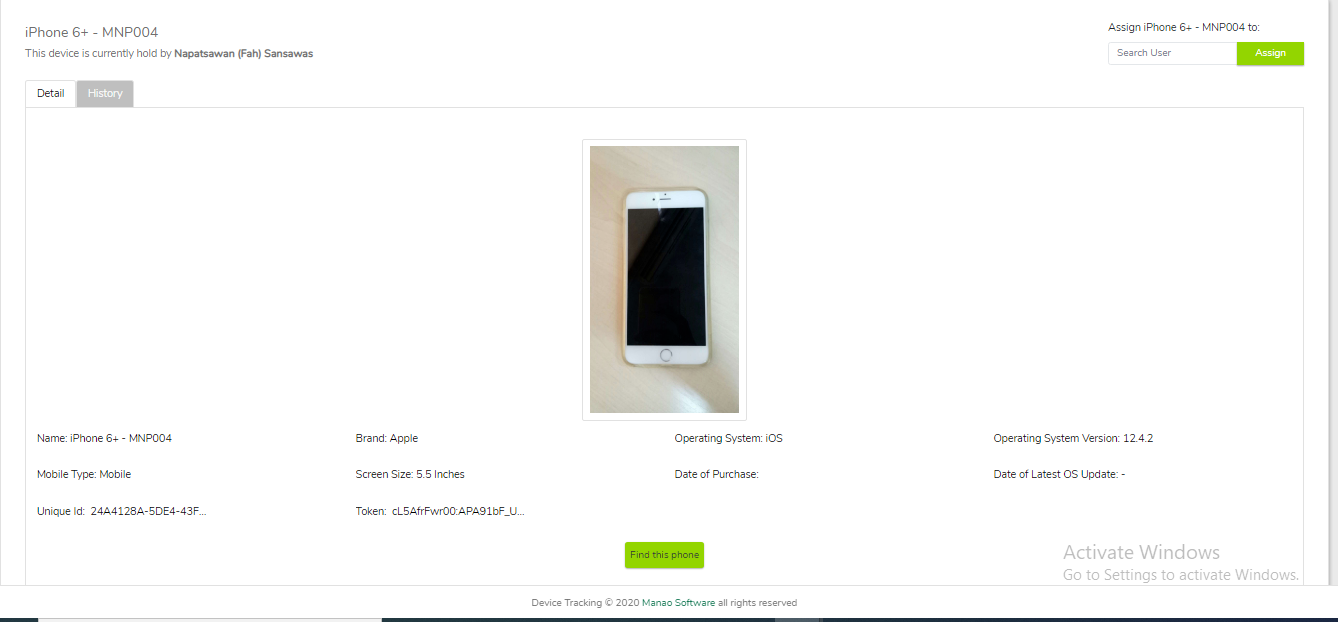 iPhone 6+ - MNP004
This device is currently hold by Napatsawan (Fah) Sansawas
Assign iPhone 6+ - MNP004 to:
Search User
Assign
Detail
History
Name: iPhone 6+ - MNP004
Brand: Apple
Operating System: iOS
Operating System Version: 12.4.2
Mobile Type: Mobile
Screen Size: 5.5 Inches
Date of Purchase:
Date of Latest OS Update: -
Unique Id: 24A4128A-5DE4-43F...
Token: cL5AfrFwr00:APA91bF_U...
Find this phone
Activate Windows
Go to Settings to activate Windows.
Device Tracking © 2020 Manao Software all rights reserved